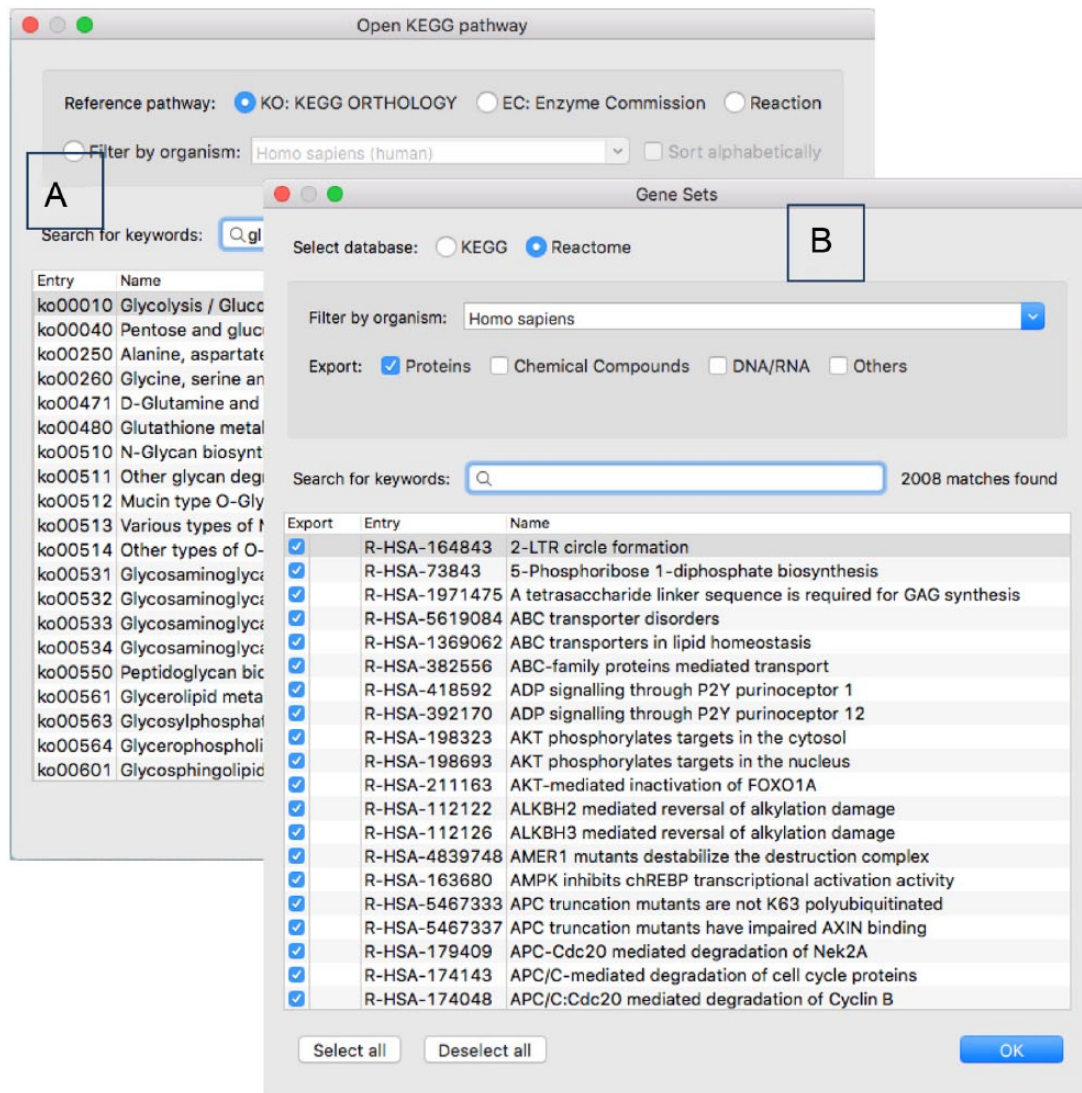 Open KEGG pathway
Reference pathway: KO: KEGG ORTHOLOGY EC: Enzyme Commission Reaction
Filter by organism: Homo sapiens (human) Sort alphabetically
A
Search for keywords: gl
Entry Name
ko00010 Glycolysis / Gluco
ko00040 Pentose and gluc
ko00250 Alanine, aspartate
ko00260 Glycine, serine an
ko00471 D-Glutamine and
ko00480 Glutathione metal
ko00510 N-Glycan biosynt
ko00511 Other glycan deg
ko00512 Mucin type O-Gly
ko00513 Various types of N
ko00514 Other types of O-
ko00531 Glycosaminoglyca
ko00532 Glycosaminoglyca
ko00533 Glycosaminoglyca
ko00534 Glycosaminoglyca
ko00550 Peptidoglycan bio
ko00561 Glycerolipid meta
ko00563 Glycosylphosphat
ko00564 Glycerophospholi
ko00601 Glycosphingolipid
Gene Sets
B
Select database: KEGG Reactome
Filter by organism: Homo sapiens
Export: Proteins Chemical Compounds DNA/RNA Others
Search for keywords: 2008 matches found
Export Entry Name
R-HSA-164843 2-LTR circle formation
R-HSA-73843 5-Phosphoribose 1-diphosphate biosynthesis
R-HSA-1971475 A tetrasaccharide linker sequence is required for GAG synthesis
R-HSA-5619084 ABC transporter disorders
R-HSA-1369062 ABC transporters in lipid homeostasis
R-HSA-382556 ABC-family proteins mediated transport
R-HSA-418592 ADP signalling through P2Y purinoceptor 1
R-HSA-392170 ADP signalling through P2Y purinoceptor 12
R-HSA-198323 AKT phosphorylates targets in the cytosol
R-HSA-198693 AKT phosphorylates targets in the nucleus
R-HSA-211163 AKT-mediated inactivation of FOXO1A
R-HSA-112122 ALKBH2 mediated reversal of alkylation damage
R-HSA-112126 ALKBH3 mediated reversal of alkylation damage
R-HSA-4839748 AMER1 mutants destabilize the destruction complex
R-HSA-163680 AMPK inhibits chREBP transcriptional activation activity
R-HSA-5467333 APC truncation mutants are not K63 polyubiquitinated
R-HSA-5467337 APC truncation mutants have impaired AXIN binding
R-HSA-179409 APC-Cdc20 mediated degradation of Nek2A
R-HSA-174143 APC/C-mediated degradation of cell cycle proteins
R-HSA-174048 APC/C:Cdc20 mediated degradation of Cyclin B
Select all Deselect all OK